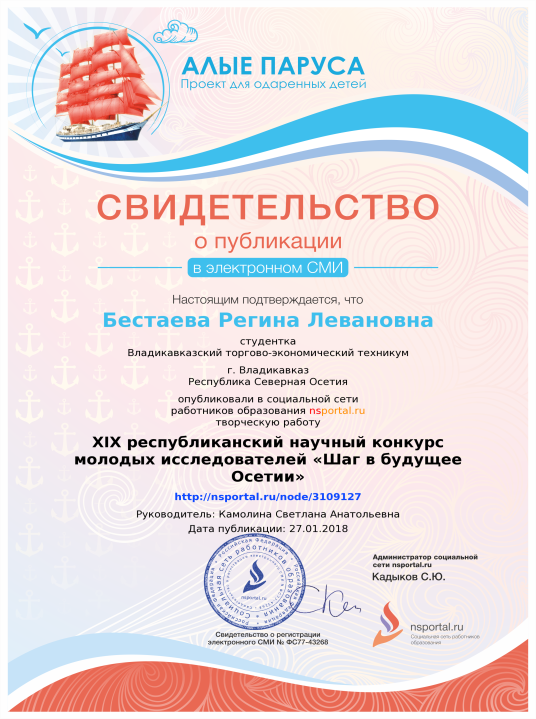 АЛЫЕ ПАРУСА
Проект для одаренных детей
СВИДЕТЕЛЬСТВО
о публикации
в электронном СМИ
Настоящим подтверждается, что
Бестаева Регина Левановна
студентка
Владикавказский торгово-экономический техникум
г. Владикавказ
Республика Северная Осетия
опубликовали в социальной сети
работников образования nsportal.ru
творческую работу
XIX республиканский научный конкурс
молодых исследователей «Шаг в будущее
Осетии»
http://nsportal.ru/node/3109127
Руководитель: Камолина Светлана Анатольевна
Дата публикации: 27.01.2018
Социальная сеть работников образования
nsportal.ru
Администратор социальной
сети nsportal.ru
Кадыков С.Ю.
nsportal.ru
Социальная сеть работников
образования
Свидетельство о регистрации
электронного СМИ № ФС77-43268